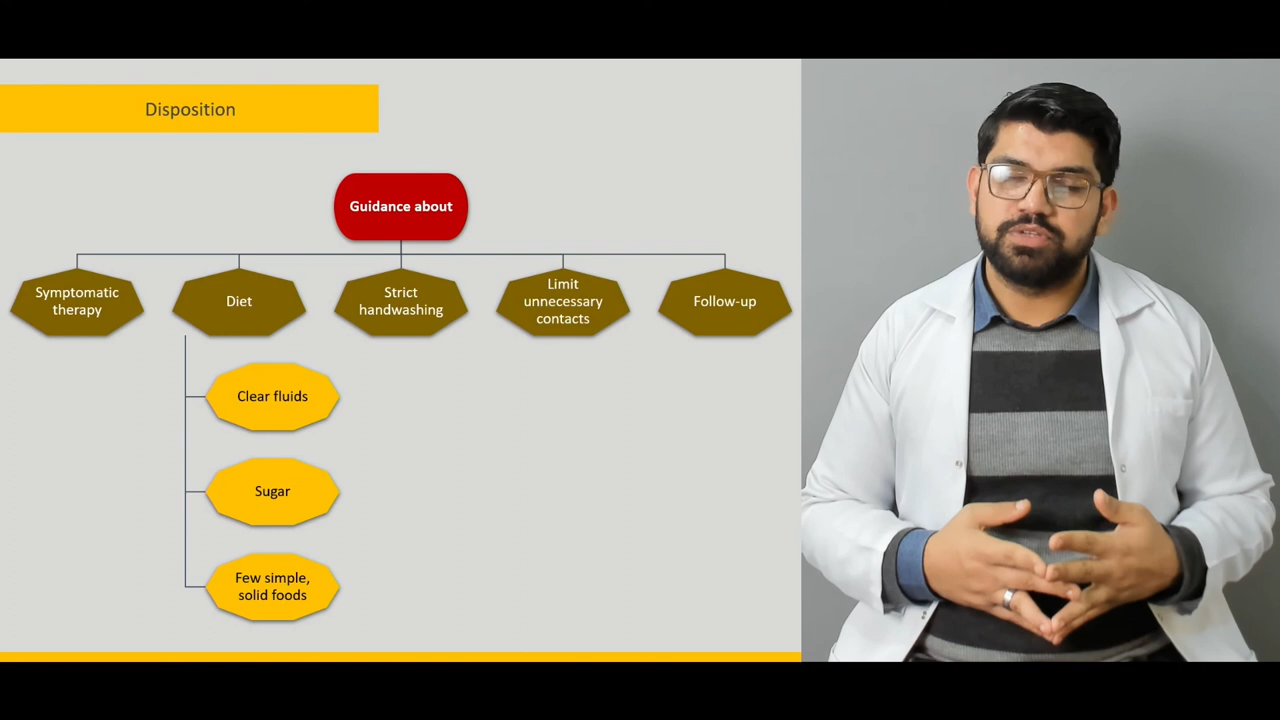 Disposition
Guidance about
Symptomatic
therapy
Diet
Strict
handwashing
Limit
unnecessary
contacts
Follow-up
Clear fluids
Sugar
Few simple,
solid foods